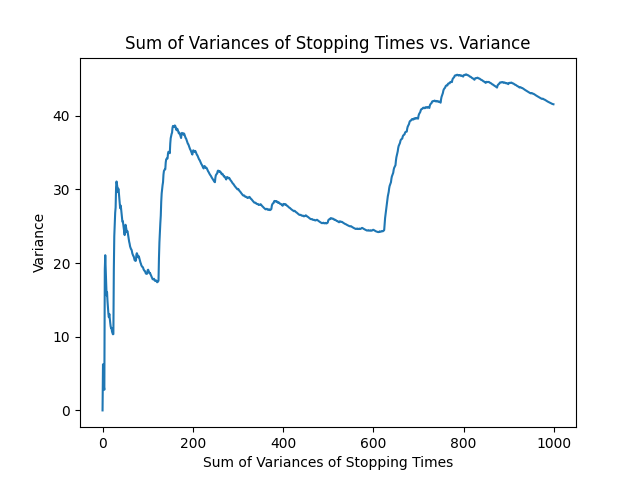 Sum of Variances of Stopping Times vs. Variance
40
30
20
10
0
Variance
0 200 400 600 800 1000
Sum of Variances of Stopping Times